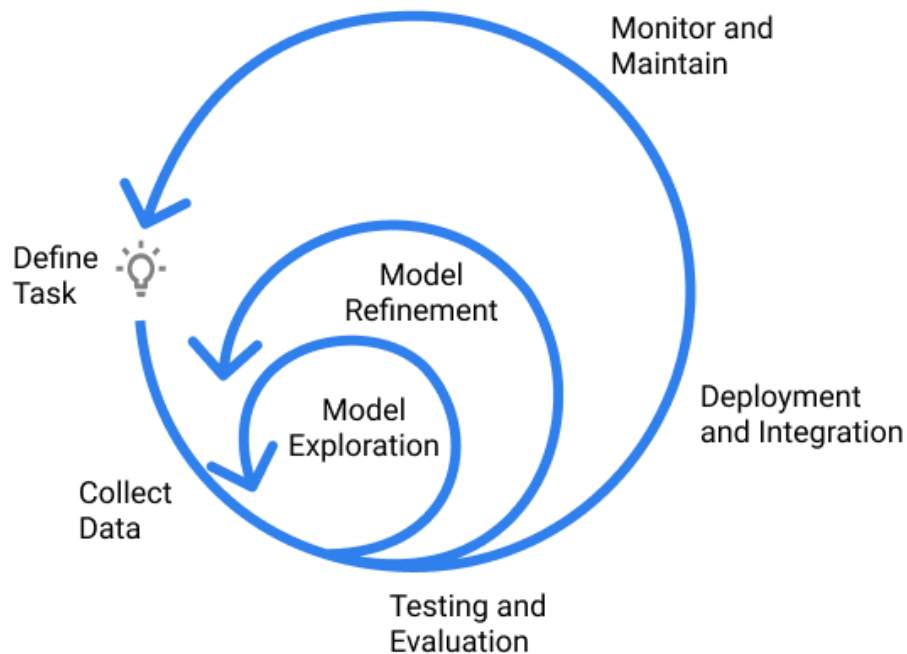 Monitor and
Maintain
Define
Task
Model
Refinement
Model
Exploration
Deployment
and Integration
Collect
Data
Testing and
Evaluation